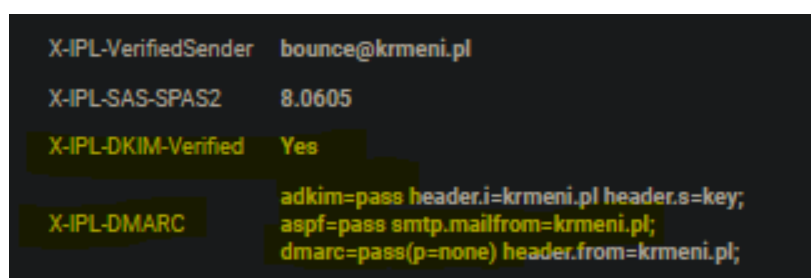 X-IPL-VerifiedSender bounce@krmeni.pl
X-IPL-SAS-SPAS2 8.0605
X-IPL-DKIM-Verified Yes
X-IPL-DMARC
adkim=pass header.i=krmeni.pl header.s=key;
aspf=pass smtp.mailfrom=krmeni.pl;
dmarc=pass(p=none) header.from=krmeni.pl;